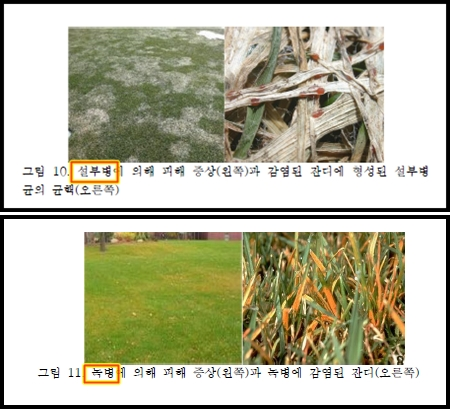 그림 10. 설부병에 의해 피해 증상(왼쪽)과 감염된 잔디에 형성된 설부병
균의 균핵(오른쪽)
그림 11. 녹병에 의해 피해 증상(왼쪽)과 녹병에 감염된 잔디(오른쪽)